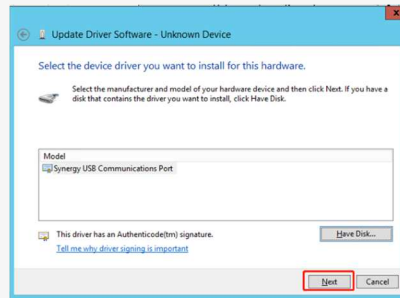 Update Driver Software - Unknown Device
Select the device driver you want to install for this hardware.
Select the manufacturer and model of your hardware device and then click Next. If you have a
disk that contains the driver you want to install, click Have Disk.
Model
Synergy USB Communications Port
This driver has an Authenticode(tm) signature.
Have Disk...
Tell me why driver signing is important
Next
Cancel